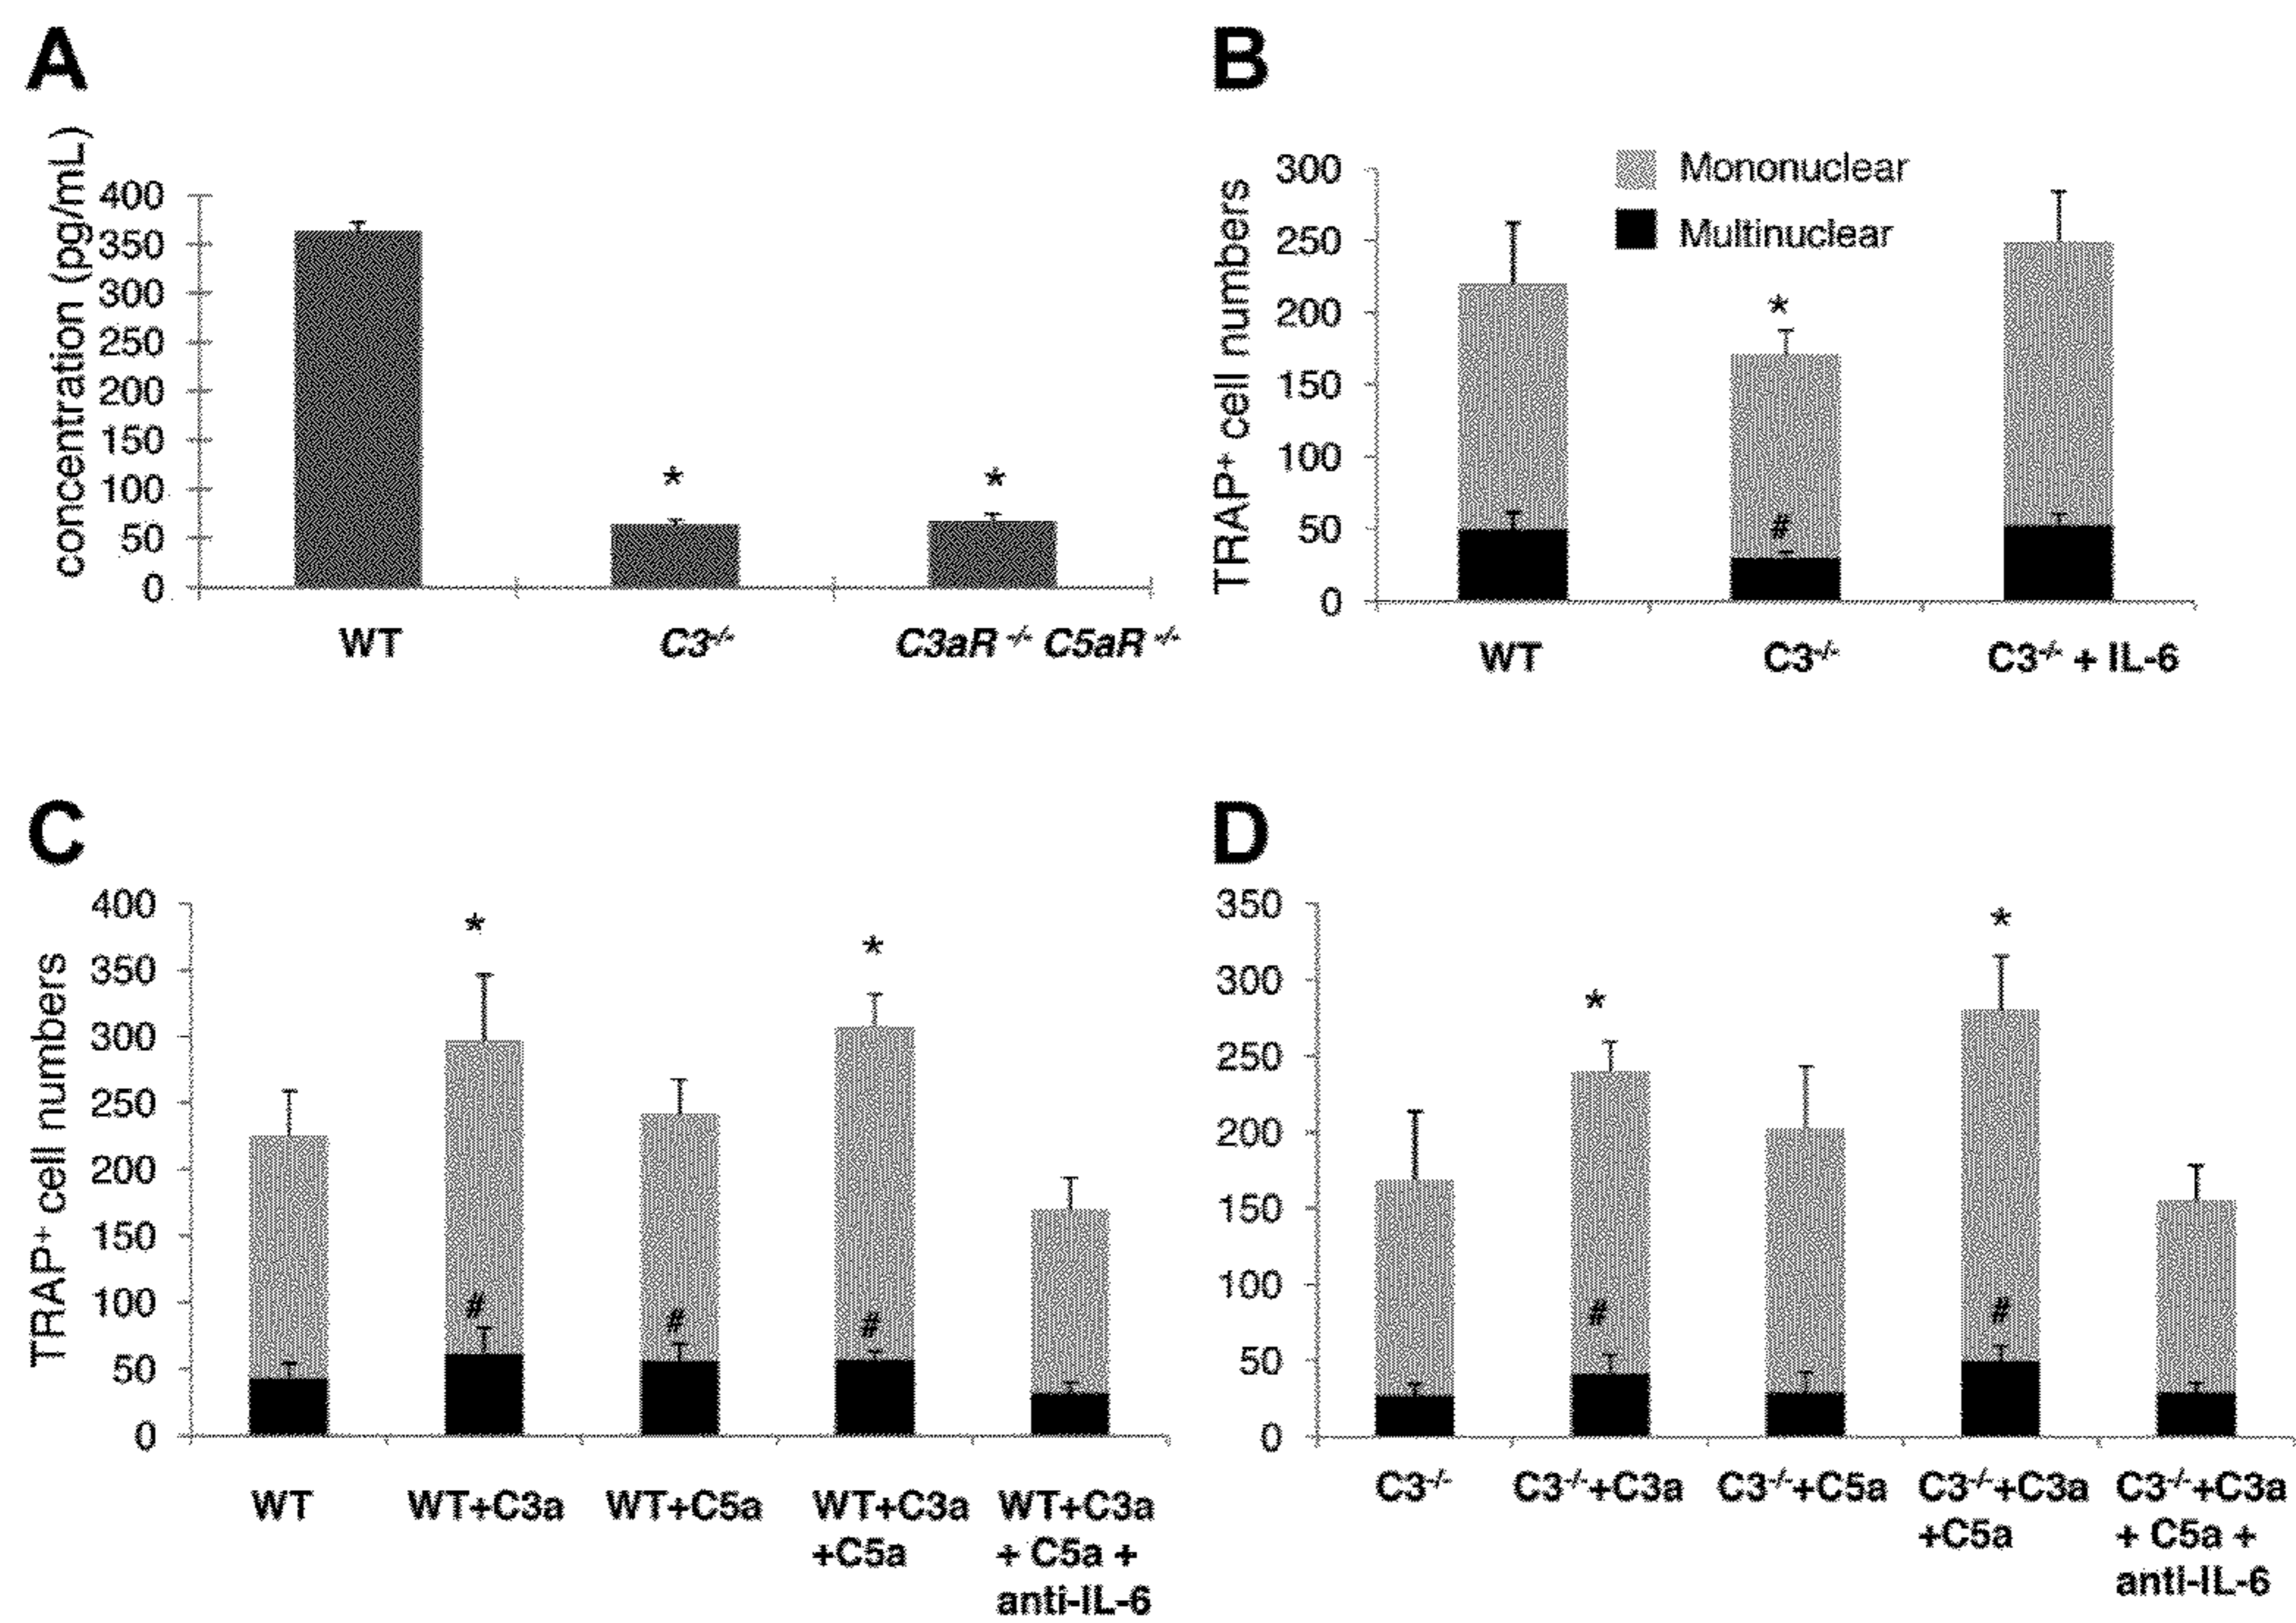 A
concentration (pg/mL)
400
350
300
250
200
150
100
50
0
*
*
WT
C3-/-
C3aR -/- C5aR -/-
B
TRAP+ cell numbers
300
250
200
150
100
50
0
Mononuclear
Multinuclear
*
#
WT
C3-/-
C3-/- + IL-6
C
TRAP+ cell numbers
400
350
300
250
200
150
100
50
0
*
*
#
#
#
WT
WT+C3a
WT+C5a
WT+C3a
+C5a
WT+C3a
+ C5a +
anti-IL-6
D
350
300
250
200
150
100
50
0
*
*
#
#
C3-/-
C3-/-+C3a
C3-/-+C5a
C3-/-+C3a
+C5a
C3-/-+C3a
+ C5a +
anti-IL-6